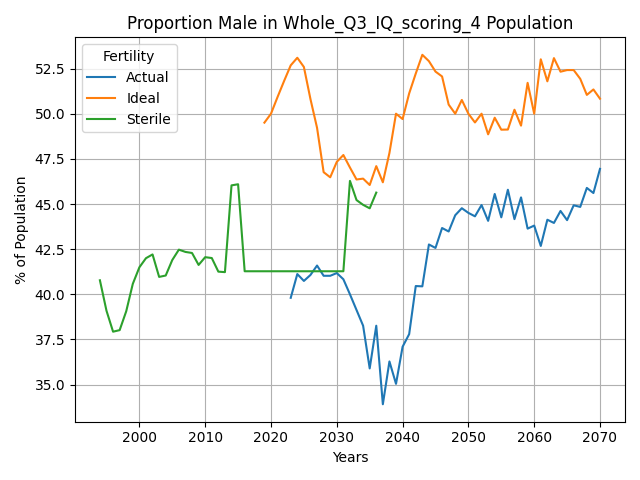 Proportion Male in Whole_Q3_IQ_scoring_4 Population
Fertility
Actual
Ideal
Sterile
% of Population
52.5
50.0
47.5
45.0
42.5
40.0
37.5
35.0
2000 2010 2020 2030 2040 2050 2060 2070
Years